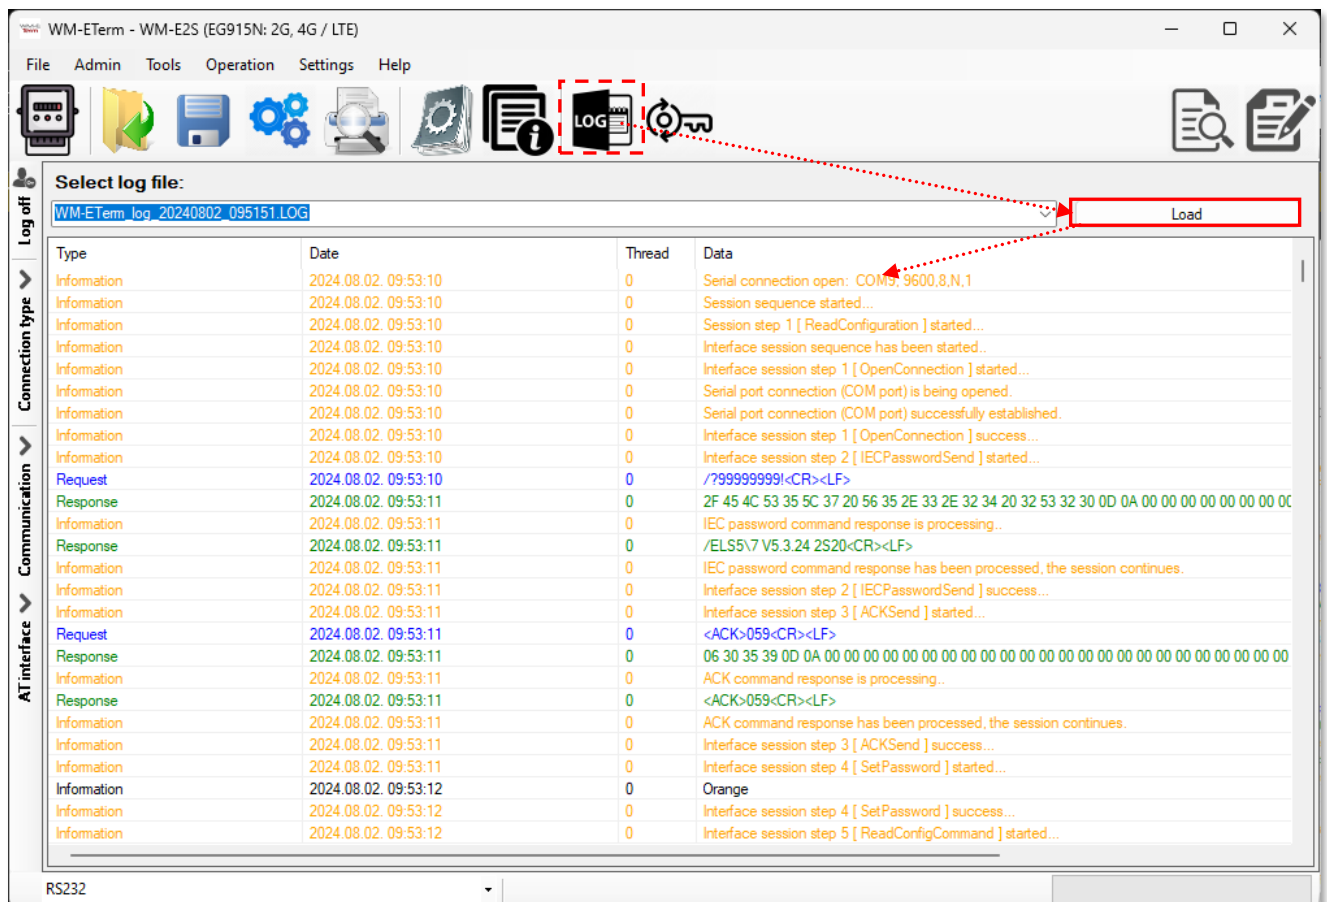 WM-ETerm - WM-E2S (EG915N: 2G, 4G / LTE)
File Admin Tools Operation Settings Help
LOG
Select log file:
WM-ETerm_log_20240802_095151.LOG
Load
Log off
Connection type
Communication
AT interface
Type Date Thread Data
Information 2024.08.02. 09:53:10 0 Serial connection open: COM9, 9600,8,N,1
Information 2024.08.02. 09:53:10 0 Session sequence started...
Information 2024.08.02. 09:53:10 0 Session step 1 [ ReadConfiguration ] started...
Information 2024.08.02. 09:53:10 0 Interface session sequence has been started..
Information 2024.08.02. 09:53:10 0 Interface session step 1 [ OpenConnection ] started...
Information 2024.08.02. 09:53:10 0 Serial port connection (COM port) is being opened.
Information 2024.08.02. 09:53:10 0 Serial port connection (COM port) successfully established.
Information 2024.08.02. 09:53:10 0 Interface session step 1 [ OpenConnection ] success...
Information 2024.08.02. 09:53:10 0 Interface session step 2 [ IECPasswordSend ] started...
Request 2024.08.02. 09:53:10 0 /?99999999!<CR><LF>
Response 2024.08.02. 09:53:11 0 2F 45 4C 53 35 5C 37 20 56 35 2E 33 2E 32 34 20 32 53 32 30 0D 0A 00 00 00 00 00 00 00 00
Information 2024.08.02. 09:53:11 0 IEC password command response is processing..
Response 2024.08.02. 09:53:11 0 /ELS5\7 V5.3.24 2S20<CR><LF>
Information 2024.08.02. 09:53:11 0 IEC password command response has been processed, the session continues.
Information 2024.08.02. 09:53:11 0 Interface session step 2 [ IECPasswordSend ] success...
Information 2024.08.02. 09:53:11 0 Interface session step 3 [ ACKSend ] started...
Request 2024.08.02. 09:53:11 0 <ACK>059<CR><LF>
Response 2024.08.02. 09:53:11 0 06 30 35 39 0D 0A 00 00 00 00 00 00 00 00 00 00 00 00 00 00 00 00 00 00 00 00 00 00 00 00
Information 2024.08.02. 09:53:11 0 ACK command response is processing..
Response 2024.08.02. 09:53:11 0 <ACK>059<CR><LF>
Information 2024.08.02. 09:53:11 0 ACK command response has been processed, the session continues.
Information 2024.08.02. 09:53:11 0 Interface session step 3 [ ACKSend ] success...
Information 2024.08.02. 09:53:11 0 Interface session step 4 [ SetPassword ] started...
Information 2024.08.02. 09:53:12 0 Orange
Information 2024.08.02. 09:53:12 0 Interface session step 4 [ SetPassword ] success...
Information 2024.08.02. 09:53:12 0 Interface session step 5 [ ReadConfigCommand ] started...
RS232